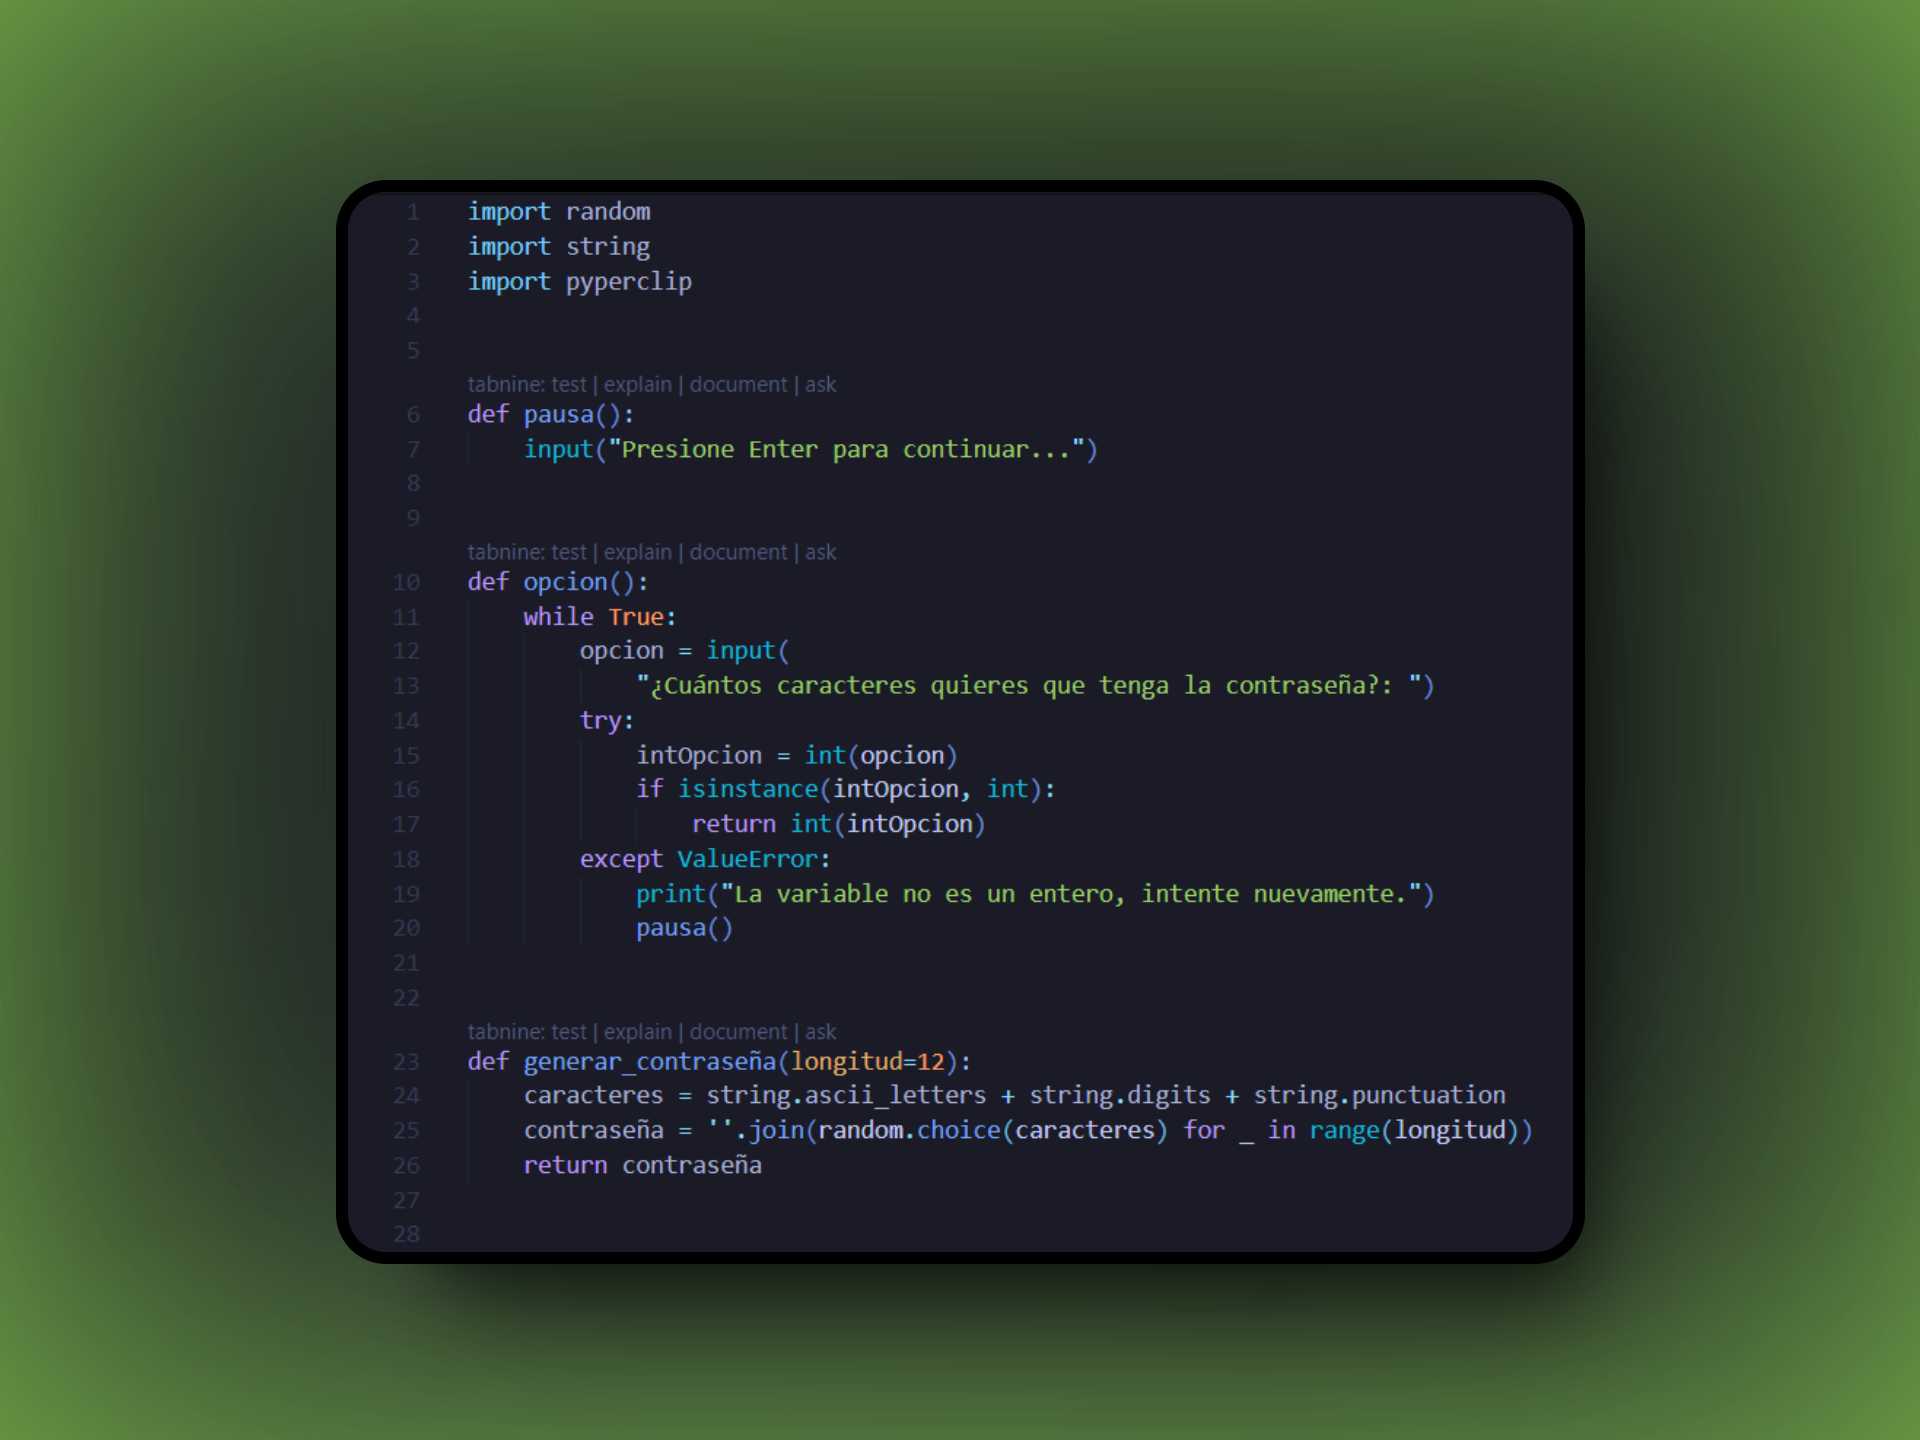 1 import random
2 import string
3 import pyperclip
4
5
tabnine: test | explain | document | ask
6 def pausa():
7     input("Presione Enter para continuar...")
8
9
tabnine: test | explain | document | ask
10 def opcion():
11     while True:
12         opcion = input(
13             "¿Cuántos caracteres quieres que tenga la contraseña?: ")
14         try:
15             intOpcion = int(opcion)
16             if isinstance(intOpcion, int):
17                 return int(intOpcion)
18         except ValueError:
19             print("La variable no es un entero, intente nuevamente.")
20             pausa()
21
22
tabnine: test | explain | document | ask
23 def generar_contraseña(longitud=12):
24     caracteres = string.ascii_letters + string.digits + string.punctuation
25     contraseña = ''.join(random.choice(caracteres) for _ in range(longitud))
26     return contraseña
27
28